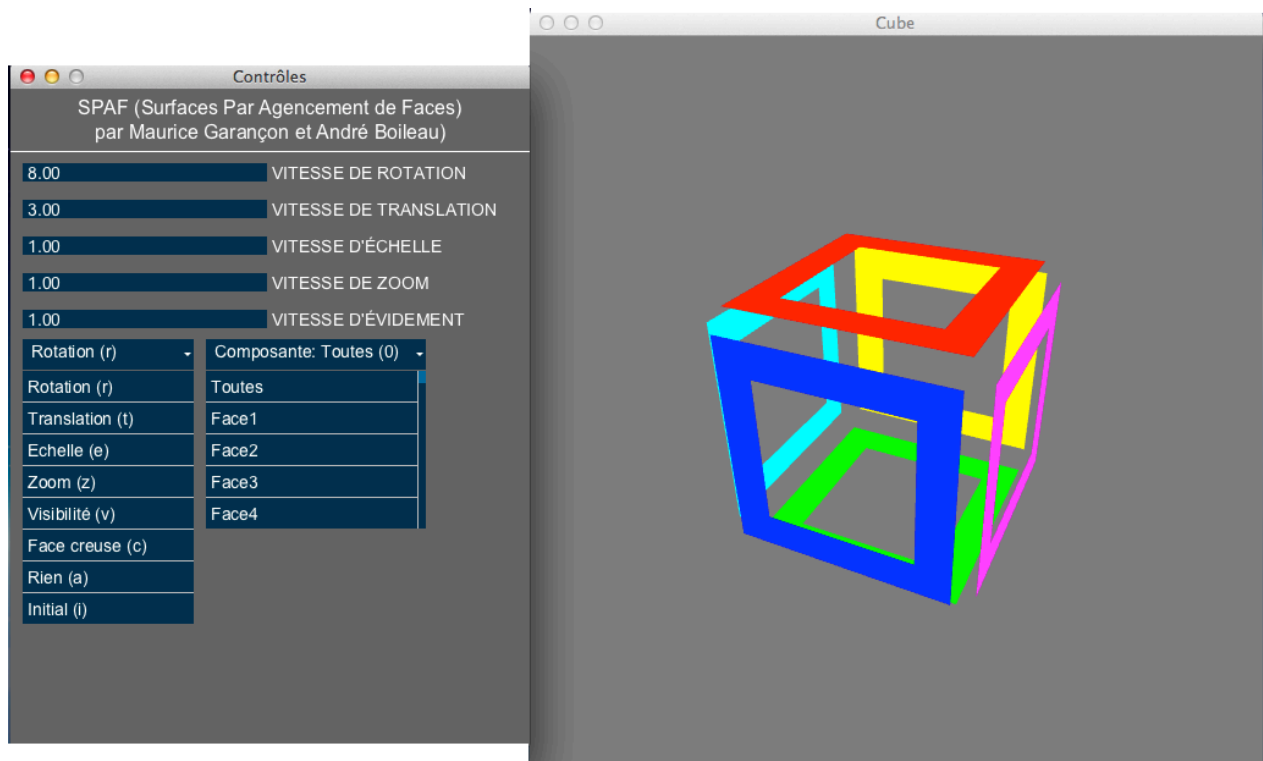 Cube
Contrôles
SPAF (Surfaces Par Agencement de Faces)
par Maurice Garançon et André Boileau)
8.00 VITESSE DE ROTATION
3.00 VITESSE DE TRANSLATION
1.00 VITESSE D'ÉCHELLE
1.00 VITESSE DE ZOOM
1.00 VITESSE D'ÉVIDEMENT
Rotation (r) Composante: Toutes (0)
Rotation (r) Toutes
Translation (t) Face1
Echelle (e) Face2
Zoom (z) Face3
Visibilité (v) Face4
Face creuse (c)
Rien (a)
Initial (i)